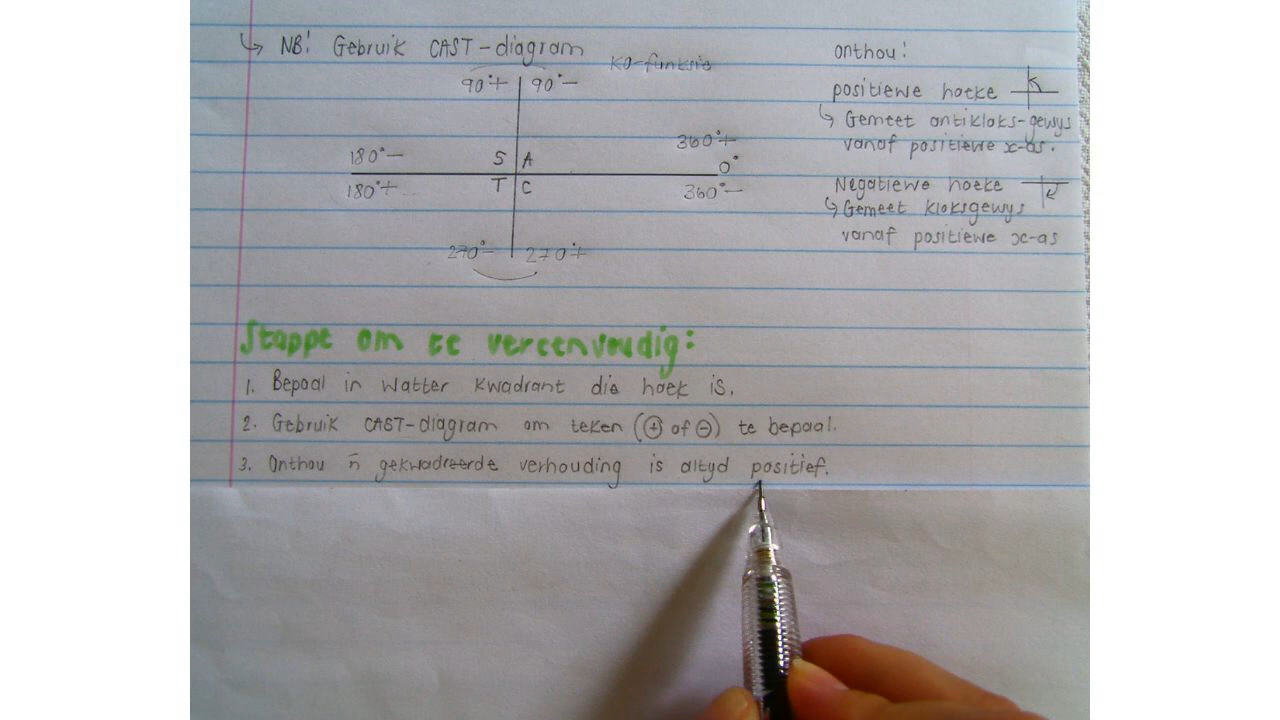 ↳ NB! Gebruik CAST-diagram
ko-funksie
90°+ 90°-
360°+
180°- S A 0°
180°+ T C 360°-
270°- 270°+
onthou!
positiewe hoeke
↳ Gemeet antikloks-gewys
vanaf positiewe x-as.
Negatiewe hoeke
↳ Gemeet kloksgewys
vanaf positiewe x-as
Stappe om te vereenvoudig:
1. Bepaal in watter kwadrant die hoek is.
2. Gebruik CAST-diagram om teken (⊕ of ⊖) te bepaal.
3. Onthou 'n gekwadreerde verhouding is altyd positief.